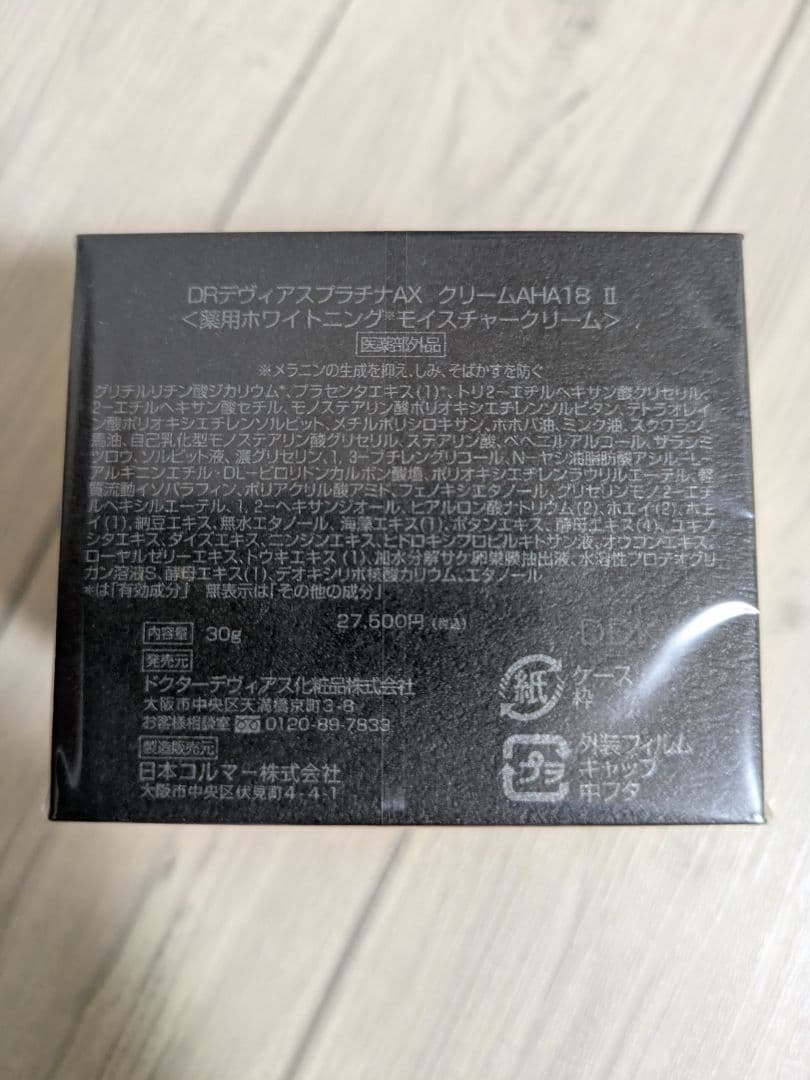 DRデヴィアスプラチナAX クリームAHA18 Ⅱ
<薬用ホワイトニング※モイスチャークリーム>
医薬部外品
※メラニンの生成を抑え、しみ、そばかすを防ぐ
グリチルリチン酸ジカリウム*、プラセンタエキス(1)*、トリ2-エチルヘキサン酸グリセリル、
2-エチルヘキサン酸セチル、モノステアリン酸ポリオキシエチレンソルビタン、テトラオレイ
ン酸ポリオキシエチレンソルビット、メチルポリシロキサン、ホホバ油、ミンク油、スクワラン、
馬油、自己乳化型モノステアリン酸グリセリル、ステアリン酸、ベヘニルアルコール、サラシミ
ツロウ、ソルビット液、濃グリセリン、1,3-ブチレングリコール、N-ヤシ油脂肪酸アシル-L-
アルギニンエチル・DL-ピロリドンカルボン酸塩、ポリオキシエチレンラウリルエーテル、軽
質流動イソパラフィン、ポリアクリル酸アミド、フェノキシエタノール、グリセリンモノ2-エチ
ルヘキシルエーテル、1,2-ヘキサンジオール、ヒアルロン酸ナトリウム(2)、ホエイ(2)、ホエ
イ(1)、納豆エキス、無水エタノール、海藻エキス(1)、ボタンエキス、酵母エキス(4)、ユキノ
シタエキス、ダイズエキス、ニンジンエキス、ヒドロキシプロピルキトサン液、オウゴンエキス、
ローヤルゼリーエキス、トウキエキス(1)、加水分解サケ卵巣膜抽出液、水溶性プロテオグリ
カン溶液S、酵母エキス(1)、デオキシリボ核酸カリウム、エタノール
*は「有効成分」 無表示は「その他の成分」
27,500円(税込)
内容量 30g
発売元
ドクターデヴィアス化粧品株式会社
大阪市中央区天満橋京町3-8
お客様相談室 0120-89-7833
製造販売元
日本コルマー株式会社
大阪市中央区伏見町4-4-1
紙
ケース
枠
プラ
外装フィルム
キャップ
中フタ